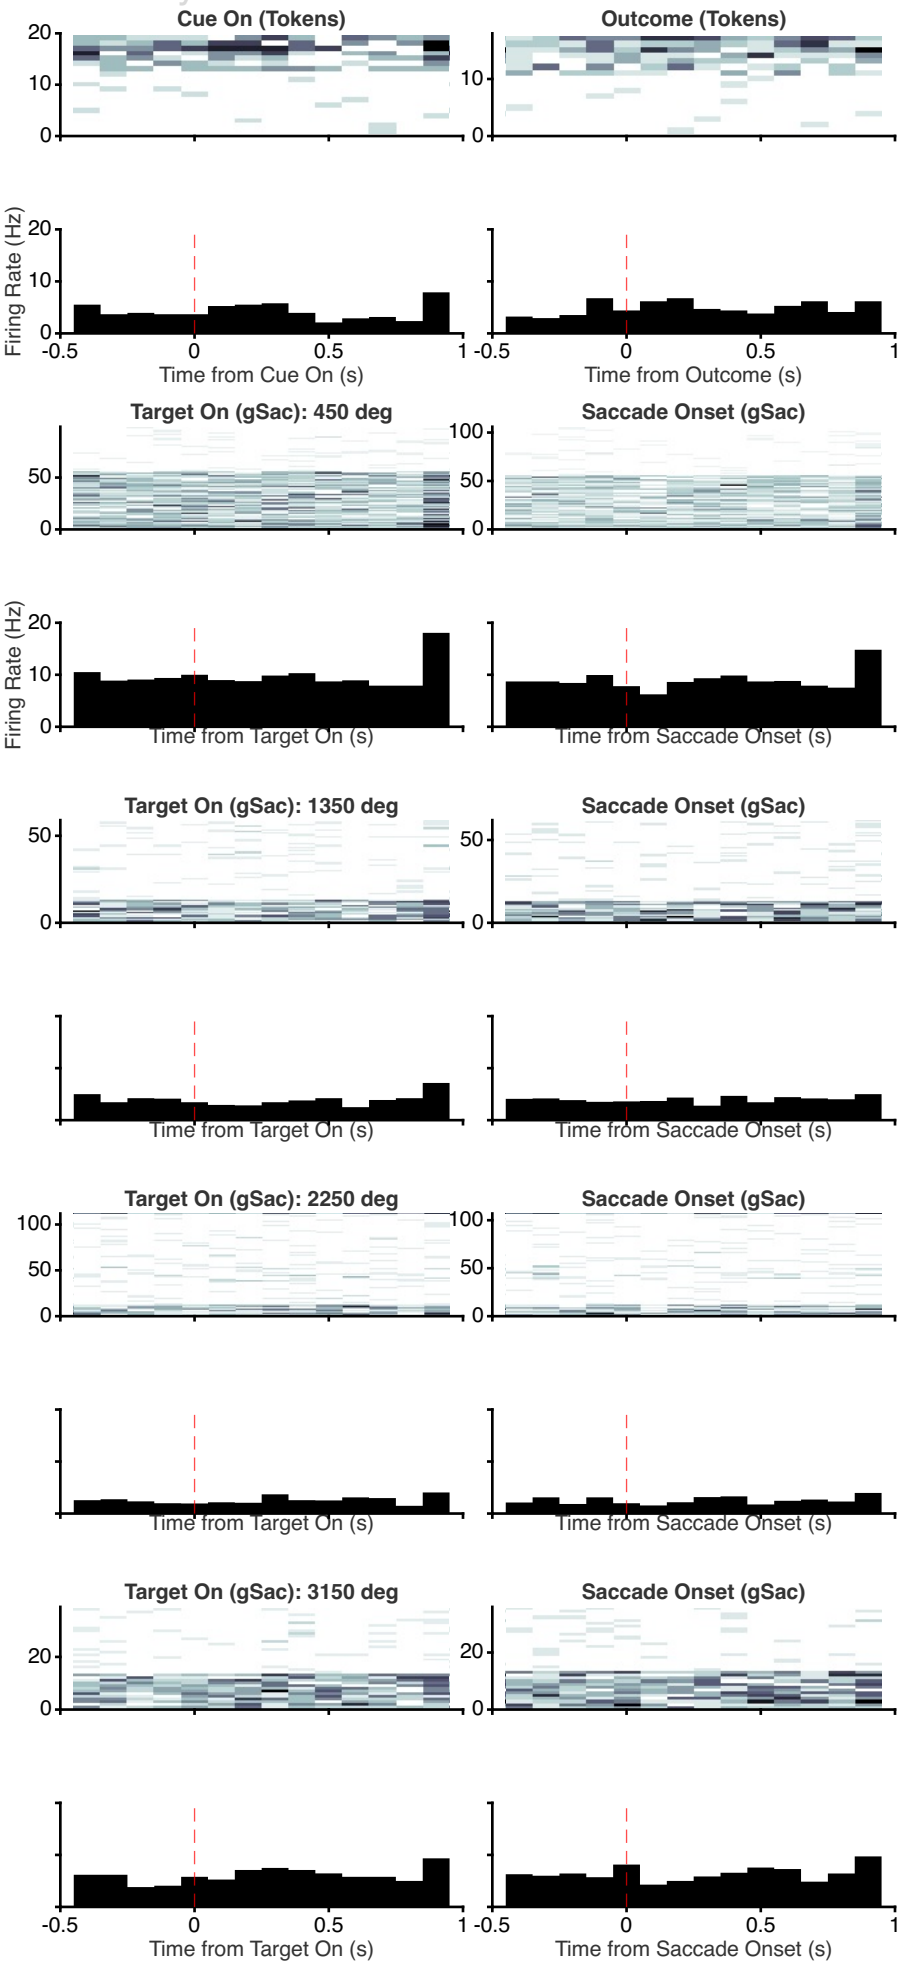 Cue On (Tokens) Outcome (Tokens)
20
10
0
10
0
Firing Rate (Hz)
20
10
0
-0.5 0 0.5 1 -0.5 0 0.5 1
Time from Cue On (s) Time from Outcome (s)
Target On (gSac): 450 deg Saccade Onset (gSac)
50
0
100
50
0
Firing Rate (Hz)
20
10
0
Time from Target On (s) Time from Saccade Onset (s)
Target On (gSac): 1350 deg Saccade Onset (gSac)
50
0
50
0
Time from Target On (s) Time from Saccade Onset (s)
Target On (gSac): 2250 deg Saccade Onset (gSac)
100
50
0
100
50
0
Time from Target On (s) Time from Saccade Onset (s)
Target On (gSac): 3150 deg Saccade Onset (gSac)
20
0
20
0
-0.5 0 0.5 1 -0.5 0 0.5 1
Time from Target On (s) Time from Saccade Onset (s)